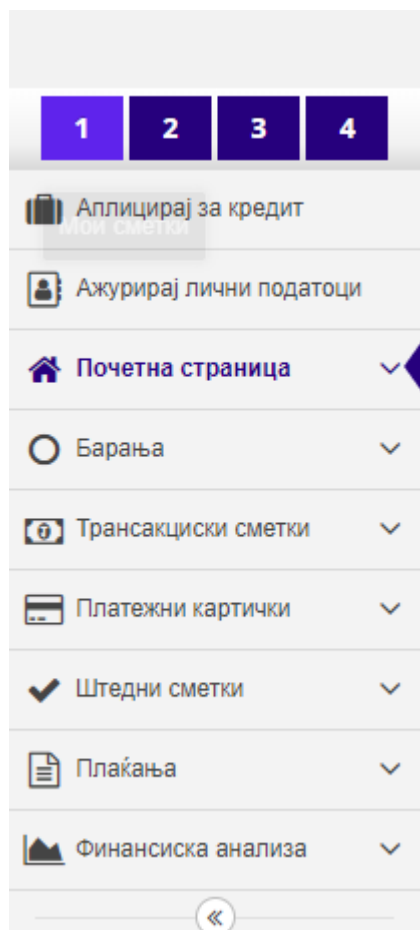 1 2 3 4
Аплицирај за кредит
Мои сметки
Ажурирај лични податоци
Почетна страница
Барања
Трансакциски сметки
Платежни картички
Штедни сметки
Плаќања
Финансиска анализа